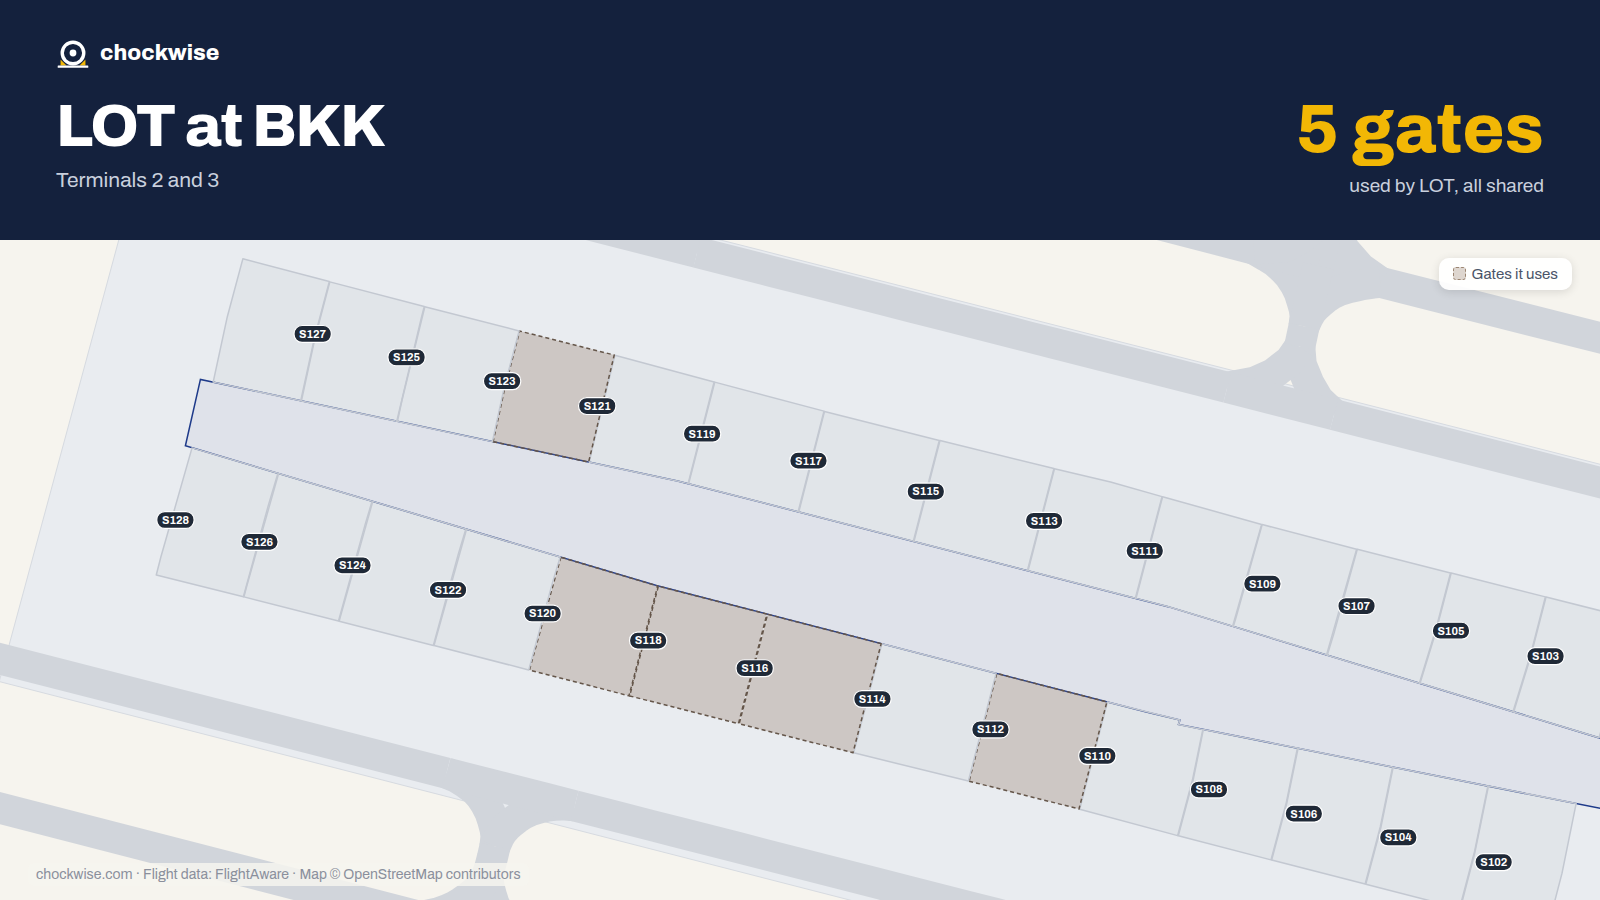 chockwise
LOT at BKK
Terminals 2 and 3
5 gates
used by LOT, all shared
Gates it uses
S127
S125
S123
S121
S119
S117
S115
S113
S111
S109
S107
S105
S103
S128
S126
S124
S122
S120
S118
S116
S114
S112
S110
S108
S106
S104
S102
chockwise.com · Flight data: FlightAware · Map © OpenStreetMap contributors